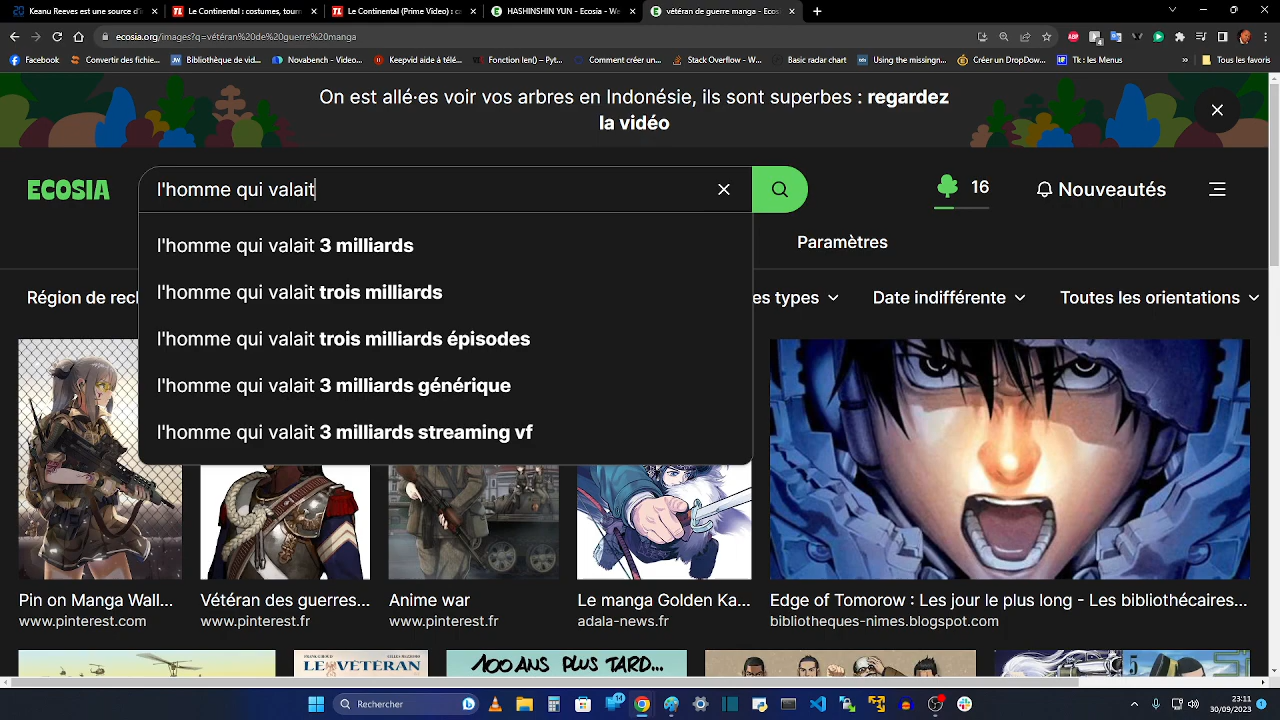 Keanu Reeves est une source d'in
Le Continental : costumes, tourn
Le Continental (Prime Video) : c
HASHINSHIN YUN - Ecosia - We
vétéran de guerre manga - Ecos
ecosia.org/images?q=vétéran%20de%20guerre%20manga
Facebook
Convertir des fichie...
Bibliothèque de vid...
Novabench - Video...
Keepvid aide à télé...
Fonction len() – Pyt...
Comment créer un...
Stack Overflow - W...
Basic radar chart
Using the missingn...
Créer un DropDow...
Tk : les Menus
»
Tous les favoris
On est allé·es voir vos arbres en Indonésie, ils sont superbes : regardez
la vidéo
ECOSIA
l'homme qui valait
16
Nouveautés
l'homme qui valait 3 milliards
Paramètres
l'homme qui valait trois milliards
Région de rech
es types
Date indifférente
Toutes les orientations
l'homme qui valait trois milliards épisodes
l'homme qui valait 3 milliards générique
l'homme qui valait 3 milliards streaming vf
Pin on Manga Wall...
www.pinterest.com
Vétéran des guerres...
www.pinterest.fr
Anime war
www.pinterest.fr
Le manga Golden Ka...
adala-news.fr
Edge of Tomorow : Les jour le plus long - Les bibliothécaires...
bibliotheques-nimes.blogspot.com
LE VÉTÉRAN
100 ANS PLUS TARD...
5
Rechercher
14
23:11
30/09/2023